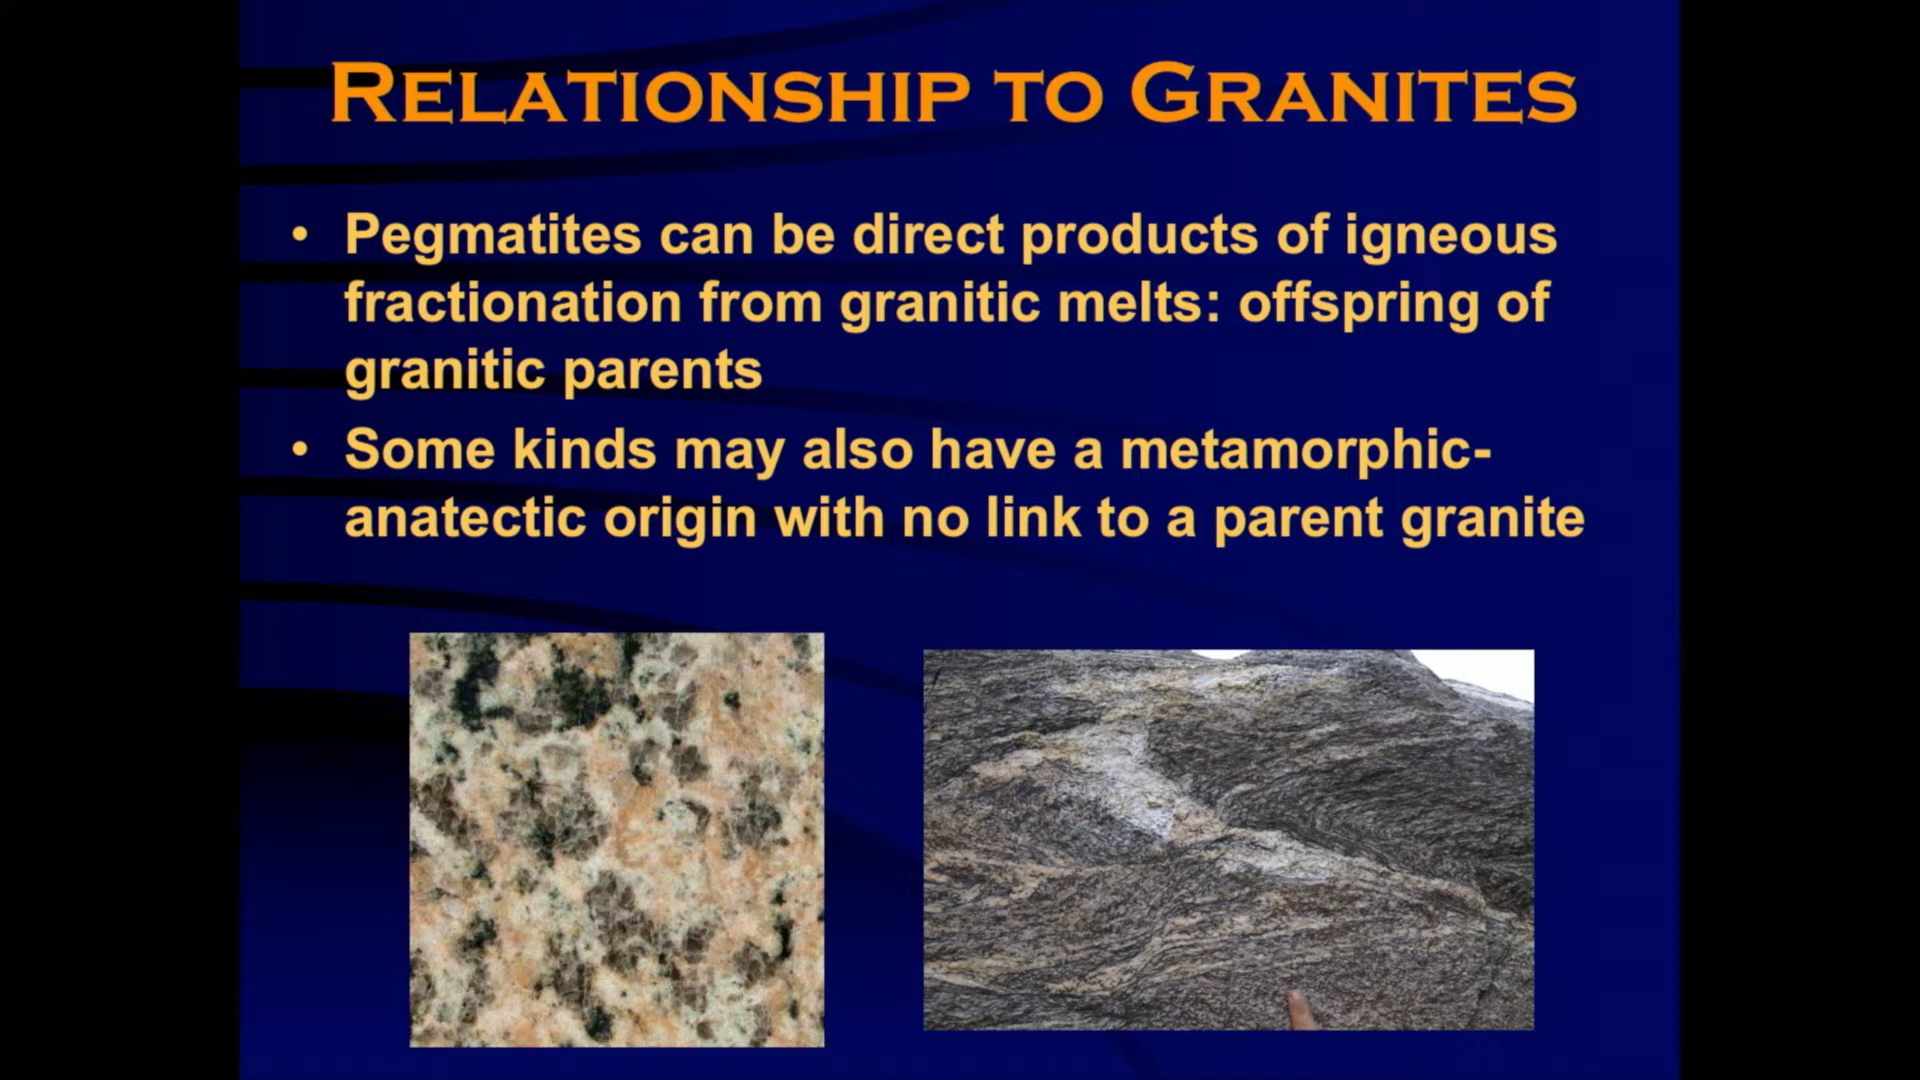 RELATIONSHIP TO GRANITES
• Pegmatites can be direct products of igneous
fractionation from granitic melts: offspring of
granitic parents
• Some kinds may also have a metamorphic-
anatectic origin with no link to a parent granite